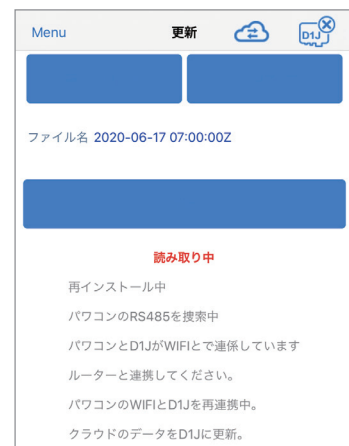 Menu 更新 D1J
ファイル名 2020-06-17 07:00:00Z
読み取り中
再インストール中
パワコンのRS485を捜索中
パワコンとD1JがWIFIとで連係しています
ルーターと連携してください。
パワコンのWIFIとD1Jを再連携中。
クラウドのデータをD1Jに更新。